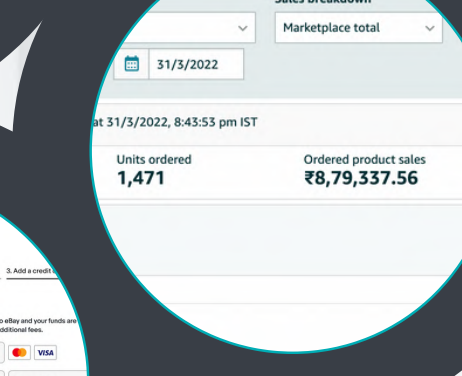 Sales breakdown
Marketplace total
31/3/2022
at 31/3/2022, 8:43:53 pm IST
Units ordered
1,471
Ordered product sales
₹8,79,337.56
3. Add a credit
o eBay and your funds are
dditional fees.
VISA